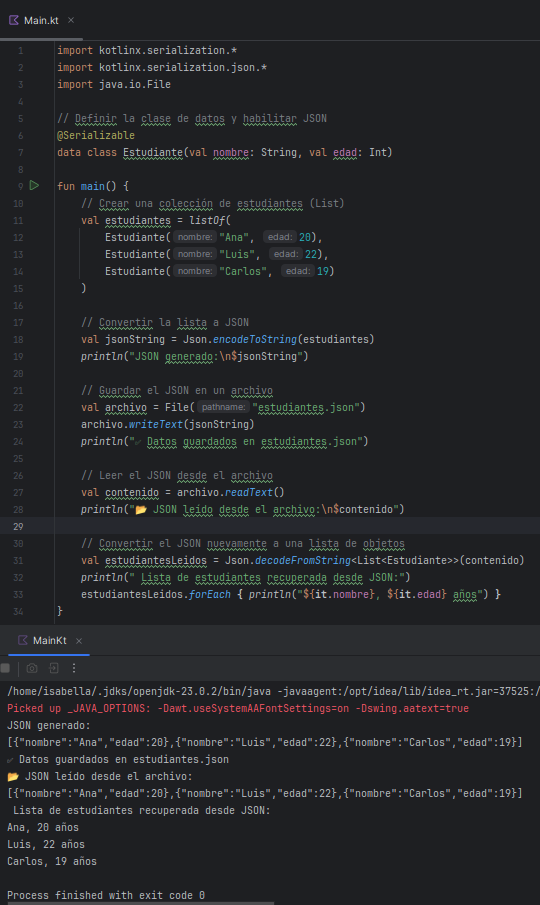 Main.kt ×
1 import kotlinx.serialization.*
2 import kotlinx.serialization.json.*
3 import java.io.File
4
5 // Definir la clase de datos y habilitar JSON
6 @Serializable
7 data class Estudiante(val nombre: String, val edad: Int)
8
9 fun main() {
10 // Crear una colección de estudiantes (List)
11 val estudiantes = listOf(
12 Estudiante( nombre: "Ana", edad: 20),
13 Estudiante( nombre: "Luis", edad: 22),
14 Estudiante( nombre: "Carlos", edad: 19)
15 )
16
17 // Convertir la lista a JSON
18 val jsonString = Json.encodeToString(estudiantes)
19 println("JSON generado:\n$jsonString")
20
21 // Guardar el JSON en un archivo
22 val archivo = File( pathname: "estudiantes.json")
23 archivo.writeText(jsonString)
24 println("✅ Datos guardados en estudiantes.json")
25
26 // Leer el JSON desde el archivo
27 val contenido = archivo.readText()
28 println("📂 JSON leído desde el archivo:\n$contenido")
29
30 // Convertir el JSON nuevamente a una lista de objetos
31 val estudiantesLeidos = Json.decodeFromString<List<Estudiante>>(contenido)
32 println(" Lista de estudiantes recuperada desde JSON:")
33 estudiantesLeidos.forEach { println("${it.nombre}, ${it.edad} años") }
34 }
MainKt ×
/home/isabella/.jdks/openjdk-23.0.2/bin/java -javaagent:/opt/idea/lib/idea_rt.jar=37525:/
Picked up _JAVA_OPTIONS: -Dawt.useSystemAAFontSettings=on -Dswing.aatext=true
JSON generado:
[{"nombre":"Ana","edad":20},{"nombre":"Luis","edad":22},{"nombre":"Carlos","edad":19}]
✅ Datos guardados en estudiantes.json
📂 JSON leído desde el archivo:
[{"nombre":"Ana","edad":20},{"nombre":"Luis","edad":22},{"nombre":"Carlos","edad":19}]
 Lista de estudiantes recuperada desde JSON:
Ana, 20 años
Luis, 22 años
Carlos, 19 años

Process finished with exit code 0